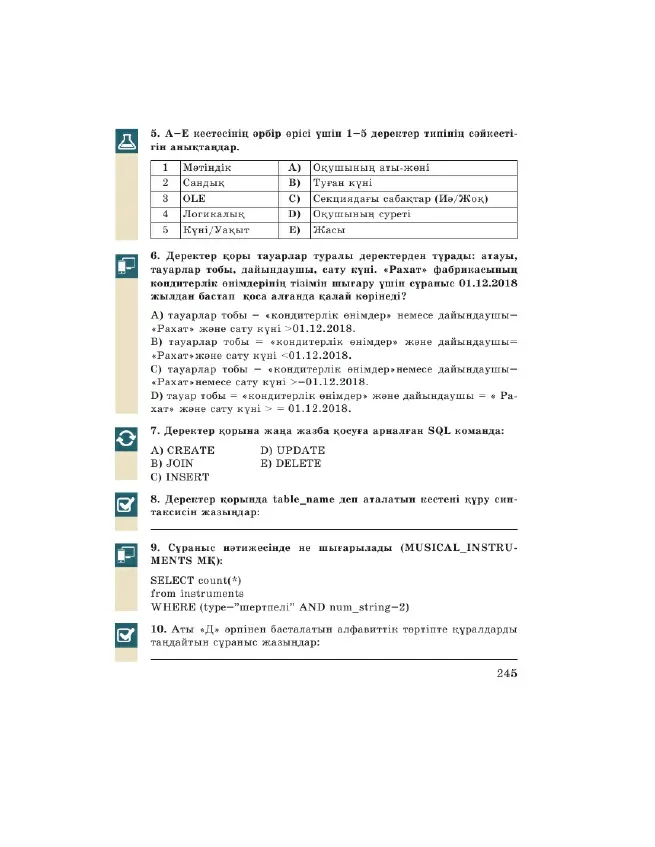 5. А−Е кестесінің әрбір өрісі үшін 1−5 деректер типінің сәйкесті-
гін анықтаңдар.
1 Мәтіндік А) Оқушының аты-жөні
2 Сандық В) Туған күні
3 OLE С) Секциядағы сабақтар (Иә/Жоқ)
4 Логикалық D) Оқушының суреті
5 Күні/Уақыт Е) Жасы
6. Деректер қоры тауарлар туралы деректерден тұрады: атауы,
тауарлар тобы, дайындаушы, сату күні. «Рахат» фабрикасының
кондитерлік өнімдерінің тізімін шығару үшін сұраныс 01.12.2018
жылдан бастап қоса алғанда қалай көрінеді?
А) тауарлар тобы − «кондитерлік өнімдер» немесе дайындаушы−
«Рахат» және сату күні >01.12.2018.
В) тауарлар тобы = «кондитерлік өнімдер» және дайындаушы=
«Рахат»және сату күні <01.12.2018.
С) тауарлар тобы − «кондитерлік өнімдер»немесе дайындаушы−
«Рахат»немесе сату күні >−01.12.2018.
D) тауар тобы = «кондитерлік өнімдер» және дайындаушы = « Ра-
хат» және сату күні > = 01.12.2018.
7. Деректер қорына жаңа жазба қосуға арналған SQL команда:
А) CREATE D) UPDATE
В) JOIN Е) DELETE
С) INSERT
8. Деректер қорында table_name деп аталатын кестені құру син-
таксисін жазыңдар:
9. Сұраныс нәтижесінде не шығарылады (MUSICAL_INSTRU-
MENTS МҚ):
SELECT count(*)
from instruments
WHERE (type−”шертпелі” AND num_string−2)
10. Аты «Д» әрпінен басталатын алфавиттік тәртіпте құралдарды
таңдайтын сұраныс жазыңдар:
245